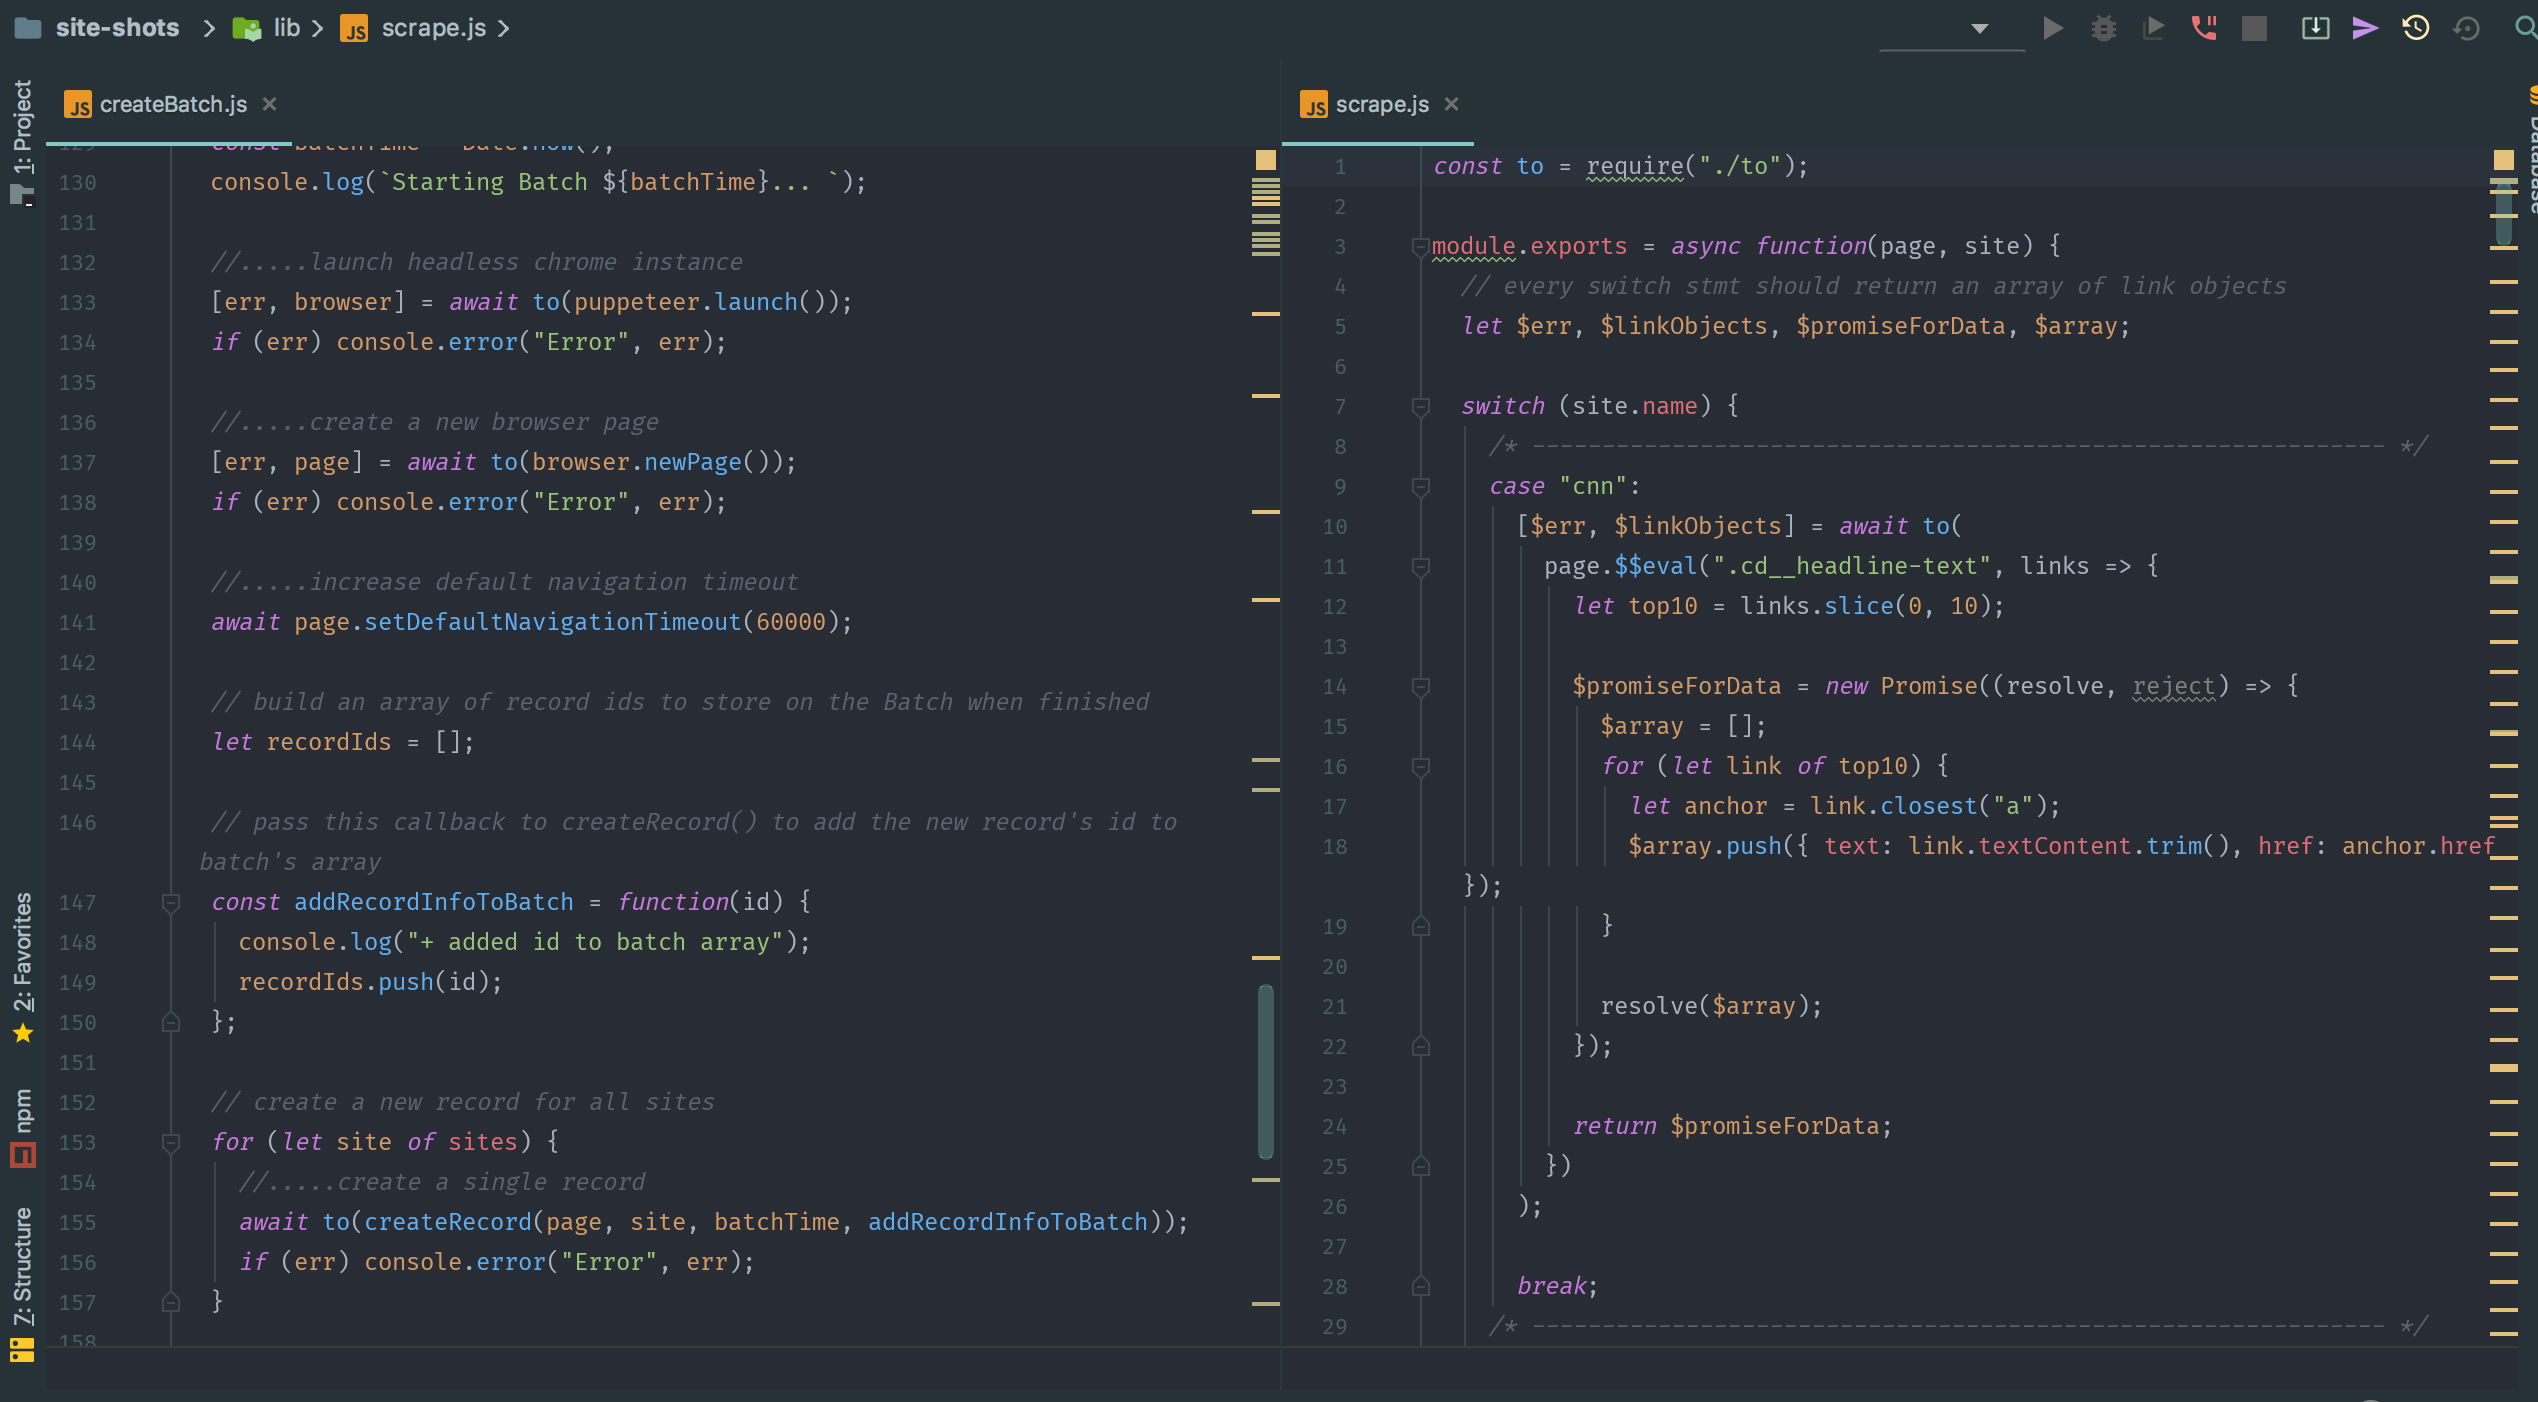 site-shots
lib
JS
scrape.js
1: Project
2: Favorites
npm
7: Structure
Database
JS
createBatch.js
129 const batchTime = Date.now();
130 console.log(`Starting Batch ${batchTime}... `);
131
132 //.....launch headless chrome instance
133 [err, browser] = await to(puppeteer.launch());
134 if (err) console.error("Error", err);
135
136 //.....create a new browser page
137 [err, page] = await to(browser.newPage());
138 if (err) console.error("Error", err);
139
140 //.....increase default navigation timeout
141 await page.setDefaultNavigationTimeout(60000);
142
143 // build an array of record ids to store on the Batch when finished
144 let recordIds = [];
145
146 // pass this callback to createRecord() to add the new record's id to
batch's array
147 const addRecordInfoToBatch = function(id) {
148 console.log("+ added id to batch array");
149 recordIds.push(id);
150 };
151
152 // create a new record for all sites
153 for (let site of sites) {
154 //.....create a single record
155 await to(createRecord(page, site, batchTime, addRecordInfoToBatch));
156 if (err) console.error("Error", err);
157 }
158
JS
scrape.js
1 const to = require("./to");
2
3 module.exports = async function(page, site) {
4 // every switch stmt should return an array of link objects
5 let $err, $linkObjects, $promiseForData, $array;
6
7 switch (site.name) {
8 /* ------------------------------------------------------------- */
9 case "cnn":
10 [$err, $linkObjects] = await to(
11 page.$$eval(".cd__headline-text", links => {
12 let top10 = links.slice(0, 10);
13
14 $promiseForData = new Promise((resolve, reject) => {
15 $array = [];
16 for (let link of top10) {
17 let anchor = link.closest("a");
18 $array.push({ text: link.textContent.trim(), href: anchor.href
});
19 }
20
21 resolve($array);
22 });
23
24 return $promiseForData;
25 })
26 );
27
28 break;
29 /* ------------------------------------------------------------- */